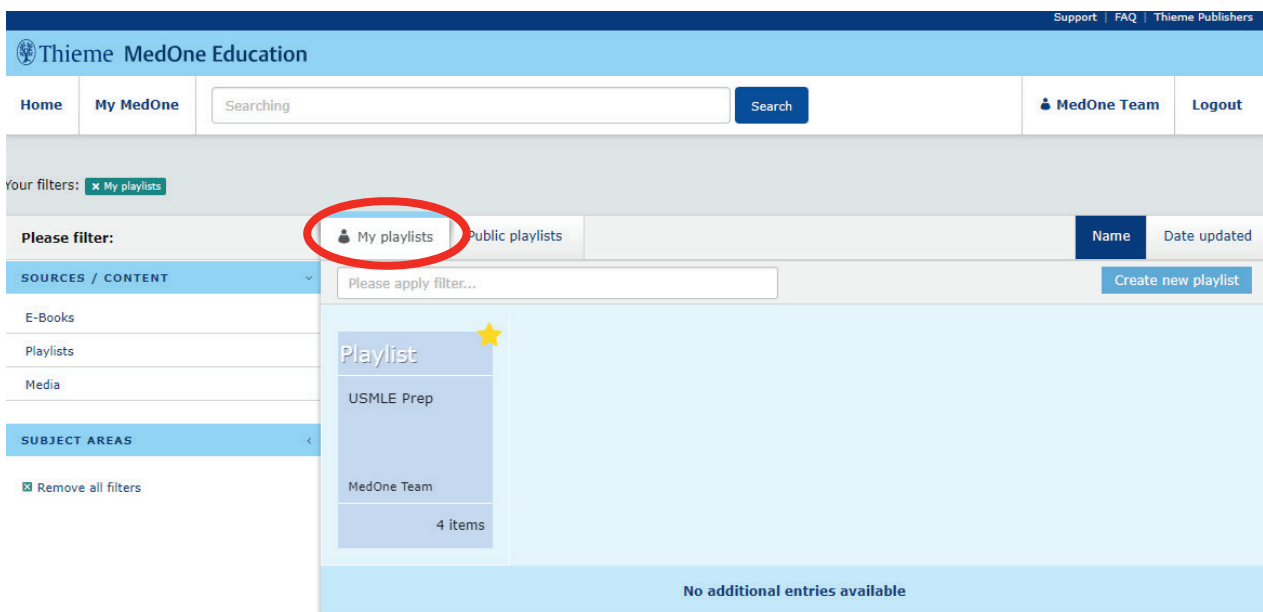 Support | FAQ | Thieme Publishers
Thieme MedOne Education
Home My MedOne Searching Search MedOne Team Logout
Your filters: x My playlists
Please filter: My playlists Public playlists Name Date updated
SOURCES / CONTENT Please apply filter... Create new playlist
E-Books
Playlists
Media
SUBJECT AREAS
Remove all filters
Playlist
USMLE Prep
MedOne Team
4 items
No additional entries available